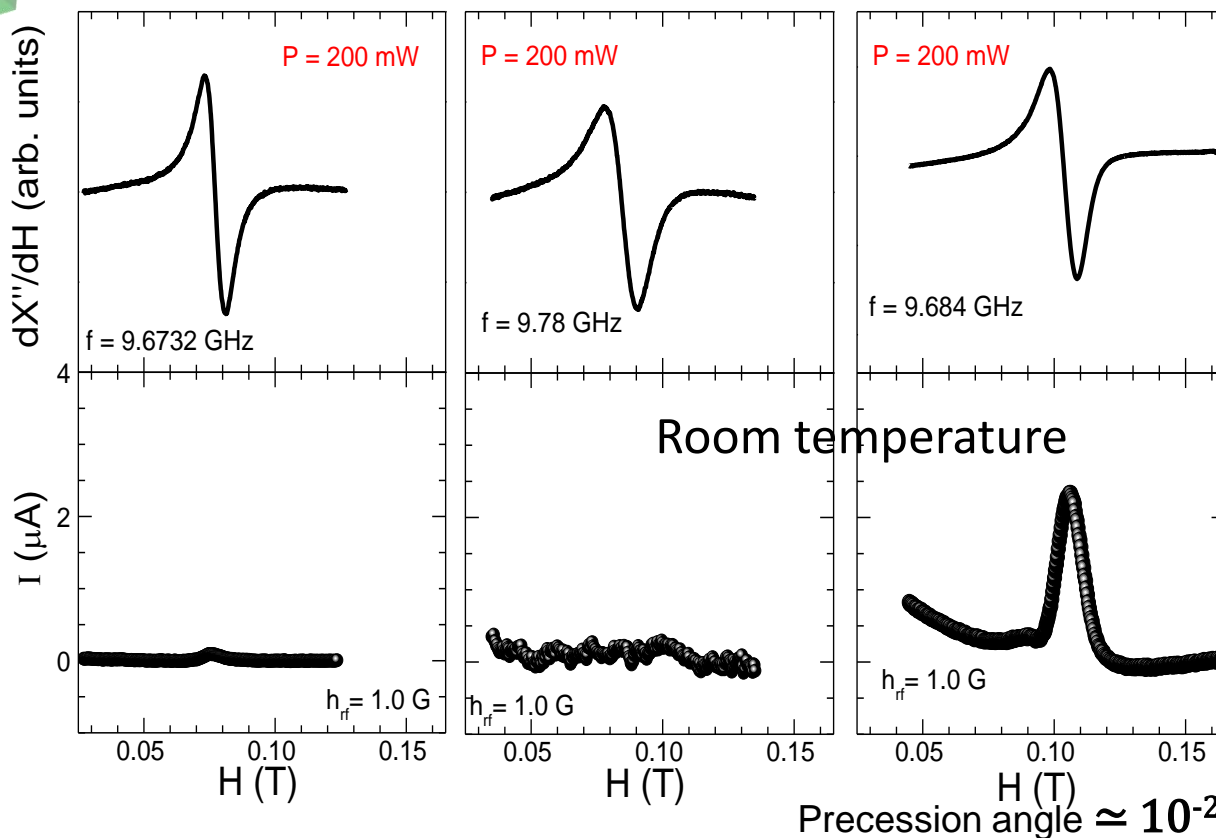 dX"/dH (arb. units)
P = 200 mW
f = 9.6732 GHz
P = 200 mW
f = 9.78 GHz
P = 200 mW
f = 9.684 GHz
Room temperature
I (μA)
4
2
0
h_rf= 1.0 G
h_rf= 1.0 G
h_rf= 1.0 G
0.05 0.10 0.15
0.05 0.10 0.15
0.05 0.10 0.15
H (T)
H (T)
H (T)
Precession angle ≃ 10⁻²